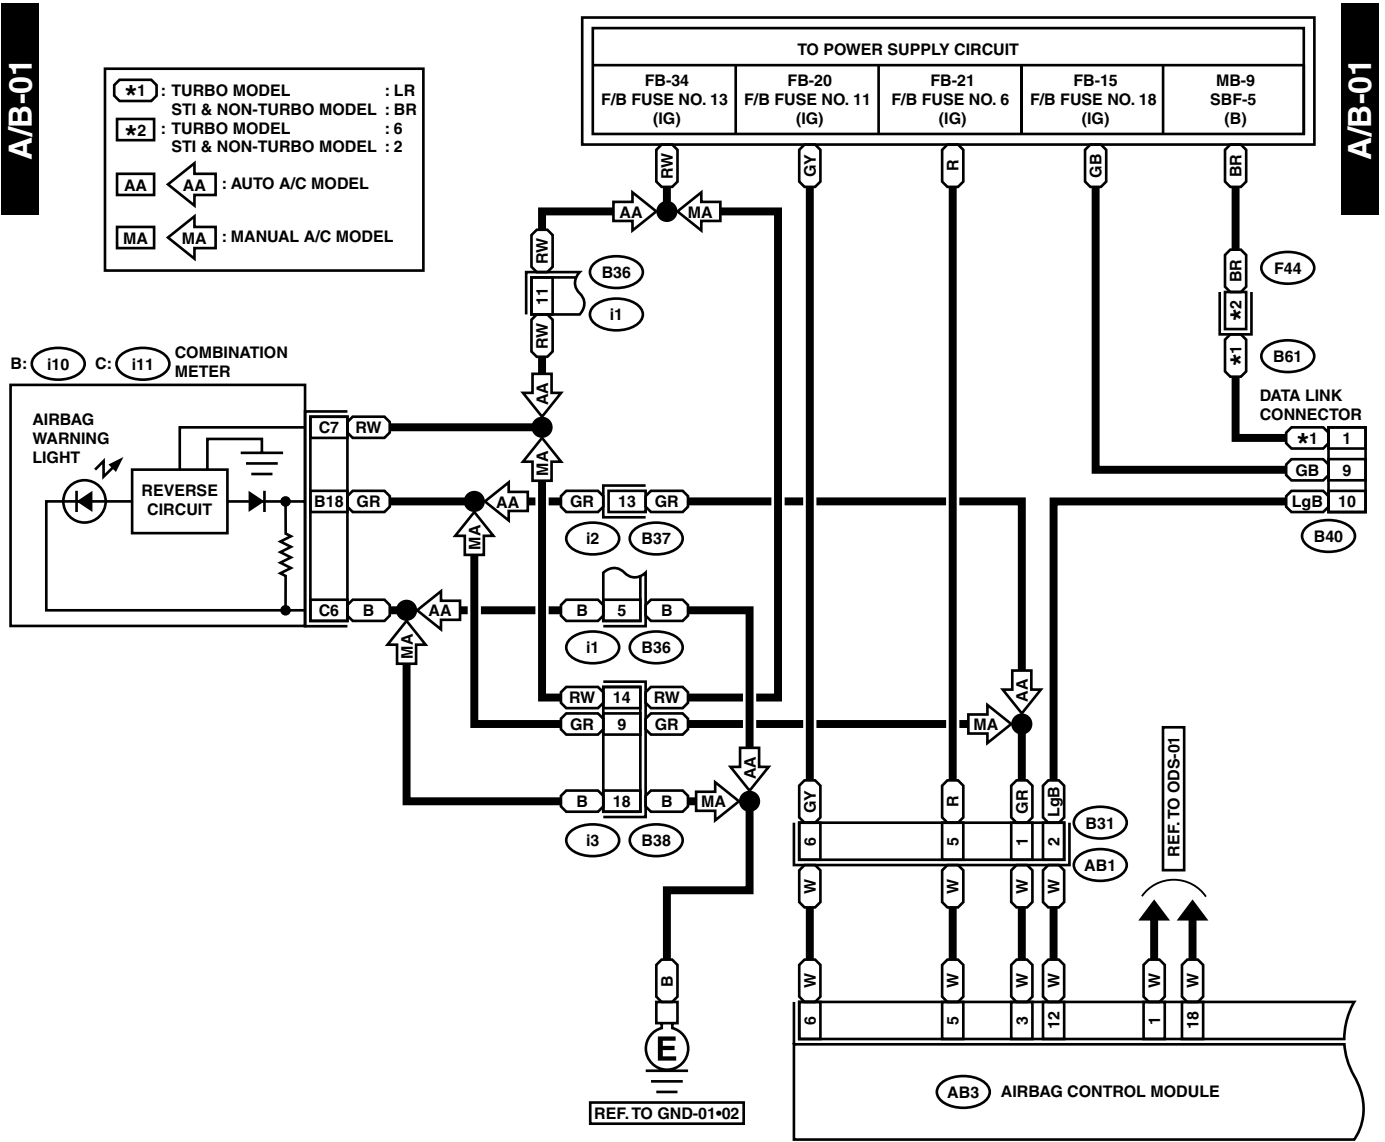 A/B-01
A/B-01
TO POWER SUPPLY CIRCUIT
FB-34
F/B FUSE NO. 13
(IG)
FB-20
F/B FUSE NO. 11
(IG)
FB-21
F/B FUSE NO. 6
(IG)
FB-15
F/B FUSE NO. 18
(IG)
MB-9
SBF-5
(B)
*1 : TURBO MODEL : LR
STI & NON-TURBO MODEL : BR
*2 : TURBO MODEL : 6
STI & NON-TURBO MODEL : 2
AA AA : AUTO A/C MODEL
MA MA : MANUAL A/C MODEL
RW
GY
R
GB
BR
AA
MA
RW
B36
11
i1
RW
AA
BR
F44
*2
*1
B61
B: i10 C: i11 COMBINATION
METER
AIRBAG
WARNING
LIGHT
REVERSE
CIRCUIT
C7 RW
MA
B18 GR
AA
GR 13 GR
MA
i2 B37
C6 B
AA
B 5 B
MA
i1 B36
DATA LINK
CONNECTOR
*1 1
GB 9
LgB 10
B40
RW 14 RW
GR 9 GR
MA
AA
AA
B 18 B
MA
i3 B38
GY
R
GR
LgB
B31
6
5
1
2
AB1
W
W
W
W
REF. TO ODS-01
B
W
W
W
W
W
W
6
5
3
12
1
18
E
REF. TO GND-01•02
AB3 AIRBAG CONTROL MODULE